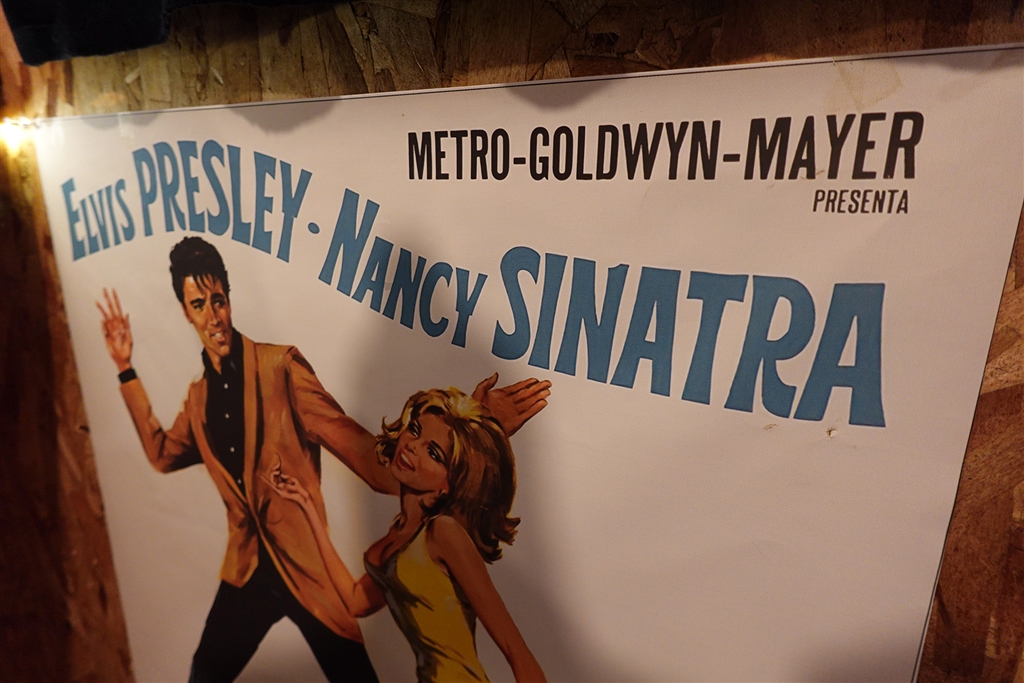 METRO-GOLDWYN-MAYER
PRESENTA
ELVIS PRESLEY · NANCY SINATRA